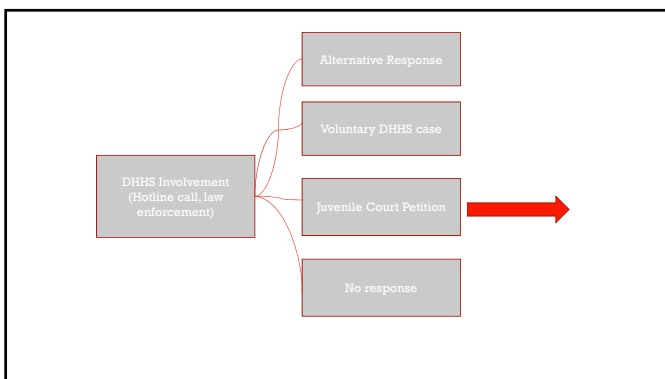 Alternative Response
Voluntary DHHS case
DHHS Involvement
(Hotline call, law
enforcement)
Juvenile Court Petition
No response